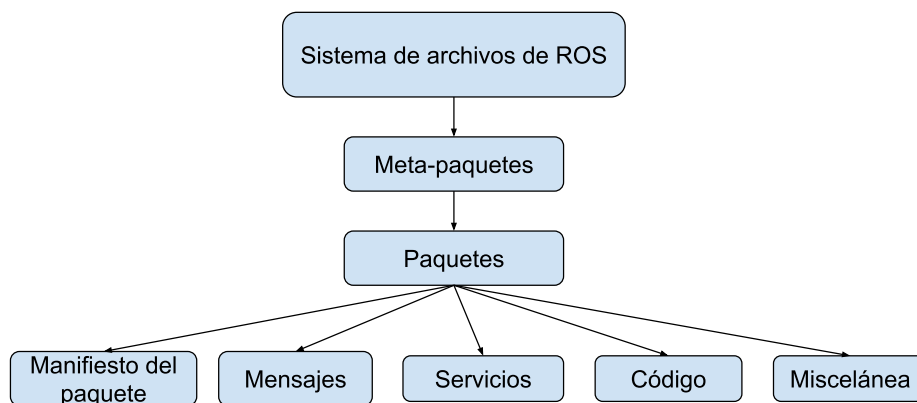 Sistema de archivos de ROS
Meta-paquetes
Paquetes
Manifiesto del
paquete
Mensajes
Servicios
Código
Miscelánea